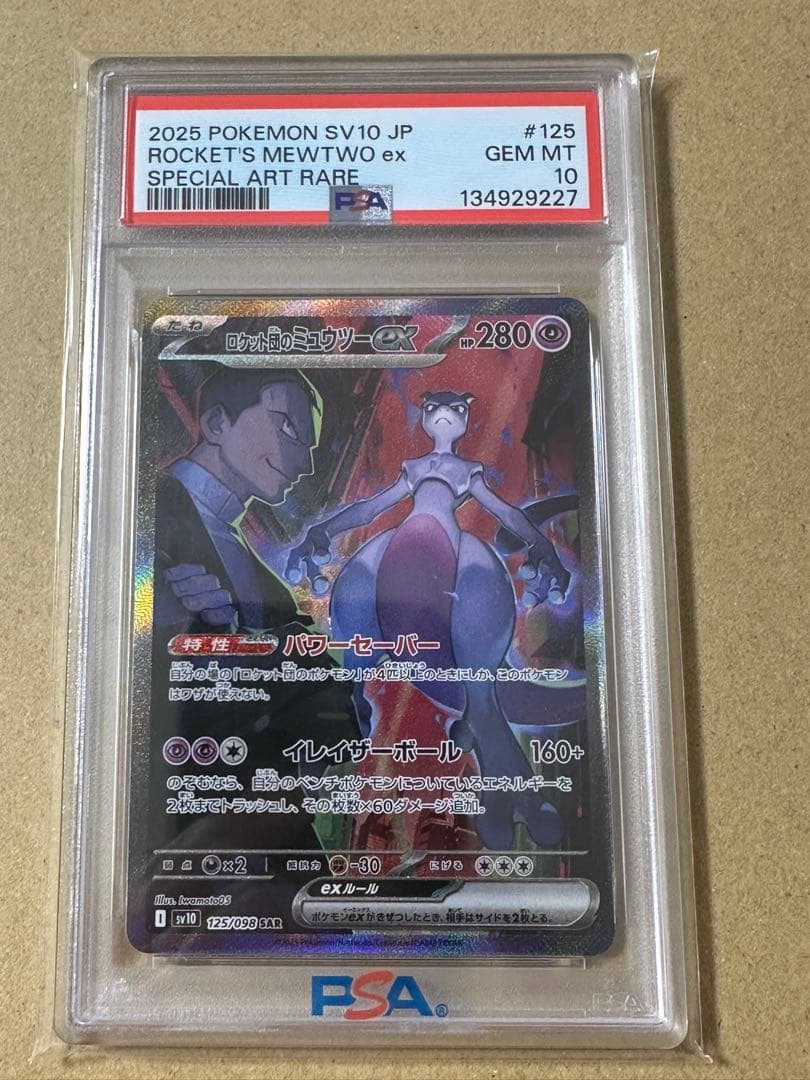 2025 POKEMON SV10 JP #125
ROCKET'S MEWTWO ex GEM MT
SPECIAL ART RARE 10
PSA 134929227
たね ロケット団のミュウツーex HP280
特性 パワーセーバー
自分の場の「ロケット団のポケモン」が4匹以上のときにしか、このポケモン
はワザが使えない。
イレイザーボール 160+
のぞむなら、自分のベンチポケモンについているエネルギーを
2枚までトラッシュし、その枚数×60ダメージ追加。
弱点 ×2 抵抗力 -30 にげる
exルール
ポケモンexがきぜつしたとき、相手はサイドを2枚とる。
Illus. Iwamoto05
I sv10 125/098 SAR
PSA®
PSA